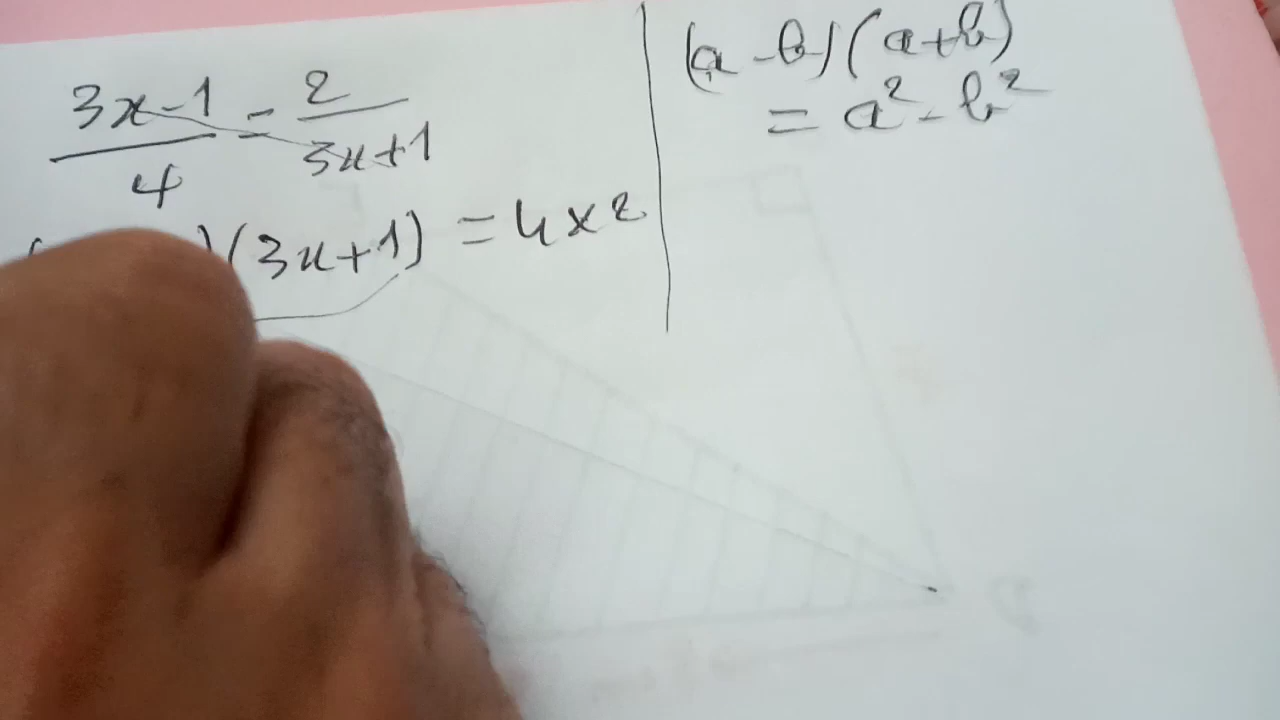 3x-1 / 4 = 2 / 3x+1
)(3x+1) = 4x2
(a-b)(a+b)
= a²-b²